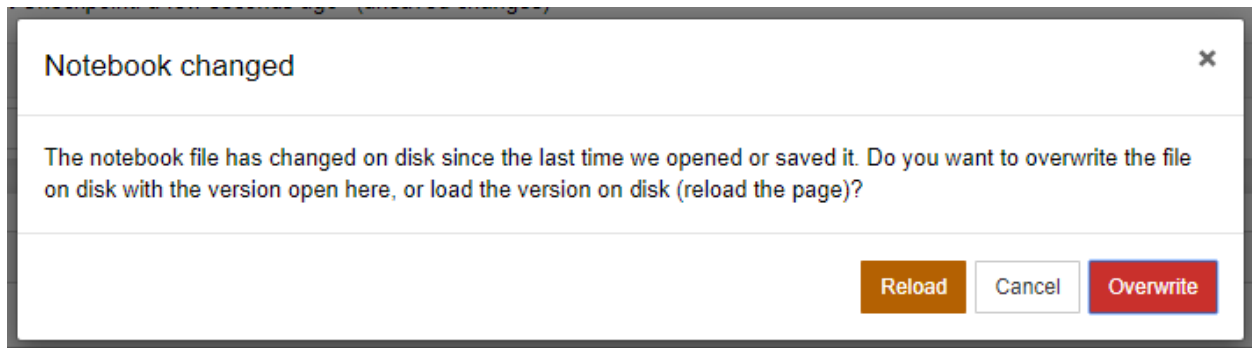 Notebook changed
The notebook file has changed on disk since the last time we opened or saved it. Do you want to overwrite the file
on disk with the version open here, or load the version on disk (reload the page)?
Reload
Cancel
Overwrite